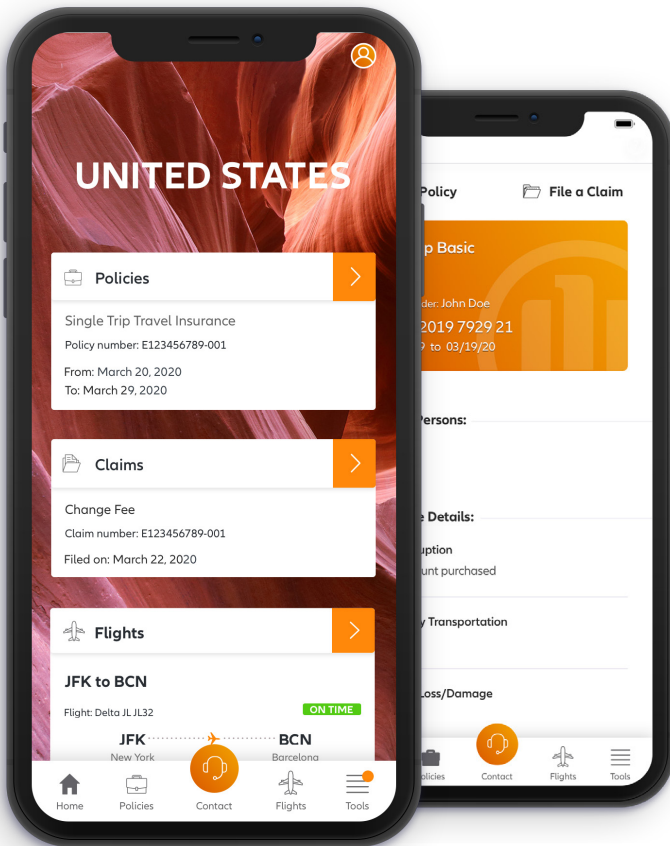 UNITED STATES
Policies
Single Trip Travel Insurance
Policy number: E123456789-001
From: March 20, 2020
To: March 29, 2020
Claims
Change Fee
Claim number: E123456789-001
Filed on: March 22, 2020
Flights
JFK to BCN
Flight: Delta JL JL32
ON TIME
JFK
BCN
New York
Barcelona
Home
Policies
Contact
Flights
Tools
Policy
File a Claim
p Basic
der: John Doe
2019 7929 21
to 03/19/20
Persons:
Details:
uption
unt purchased
y Transportation
Loss/Damage
olicies
Contact
Flights
Tools